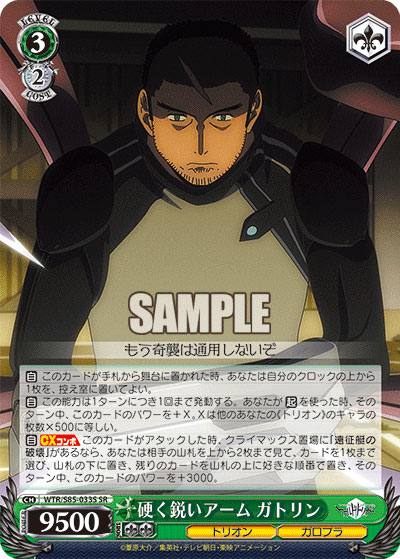 LEVEL
3
2
COST
SAMPLE
もう奇襲は通用しないぞ
自 このカードが手札から舞台に置かれた時、あなたは自分のクロックの上から
1枚を、控え室に置いてよい。
自 この能力は1ターンにつき1回まで発動する。あなたが『助太刀』を使った時、そのター
ン中、このカードのパワーを＋X。Xは他のあなたの《トリオン》のキャラの
枚数×500に等しい。
自 CXコンボ このカードがアタックした時、クライマックス置場に「遠征艇の
破壊」があるなら、あなたは相手の山札を上から2枚まで見て、カードを1枚まで
選び、山札の下に置き、残りのカードを山札の上に好きな順番で置き、そのター
ン中、このカードのパワーを＋3000。
CH WTR/S85-033S SR
硬く鋭いアーム ガトリン
9500
トリオン
ガロプラ
©葦原大介／集英社・テレビ朝日・東映アニメーション